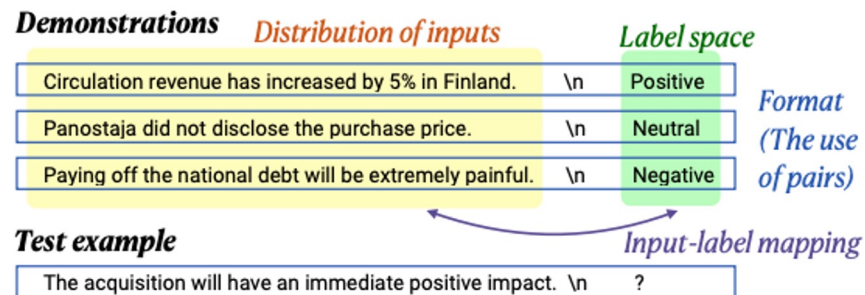 Demonstrations
Distribution of inputs
Label space
Circulation revenue has increased by 5% in Finland. \n Positive
Panostaja did not disclose the purchase price. \n Neutral
Paying off the national debt will be extremely painful. \n Negative
Format
(The use
of pairs)
Test example
Input-label mapping
The acquisition will have an immediate positive impact. \n ?